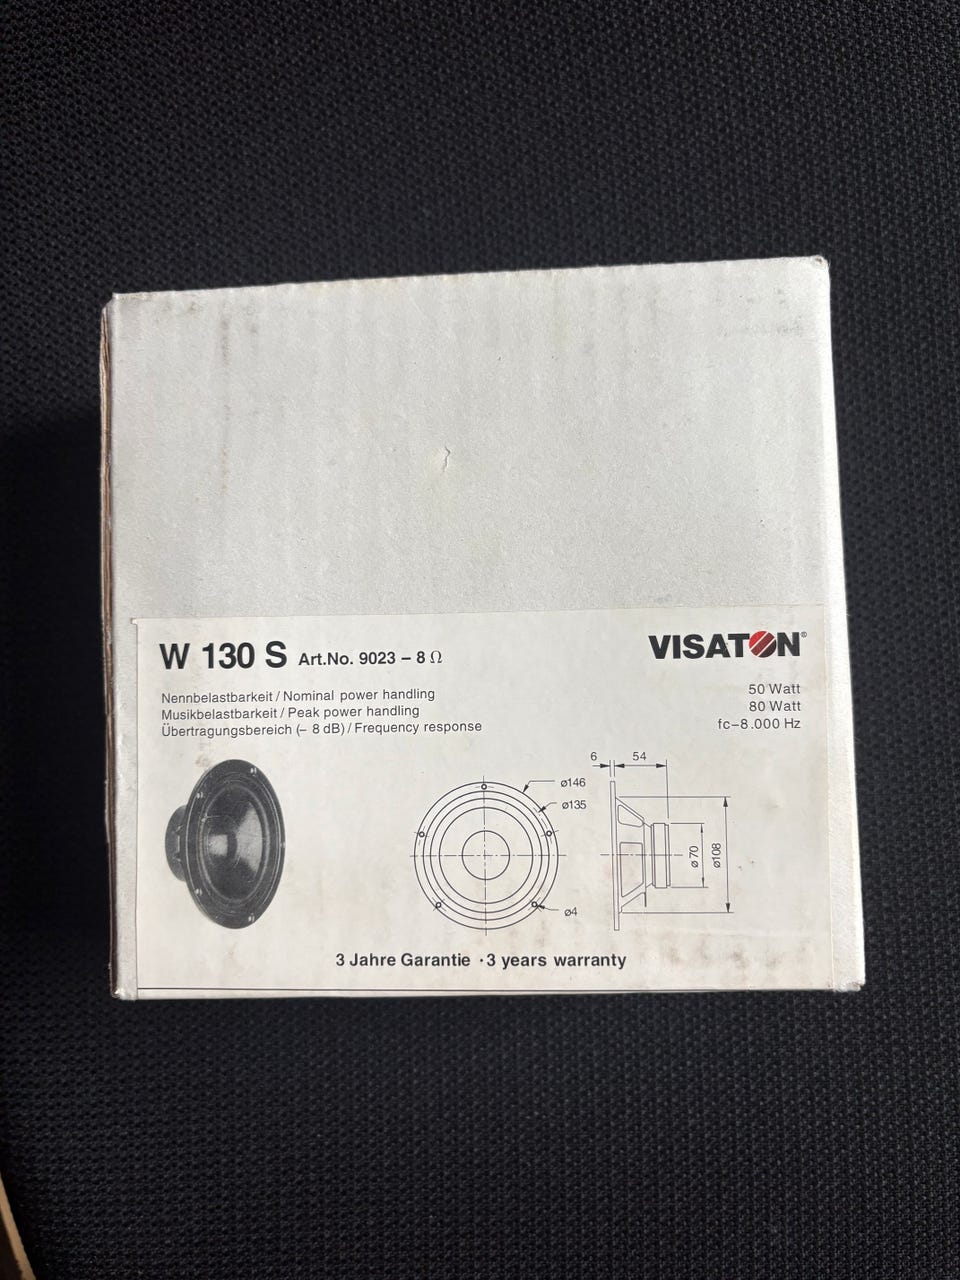 W 130 S Art.No. 9023 – 8 Ω
VISATON®
Nennbelastbarkeit / Nominal power handling 50 Watt
Musikbelastbarkeit / Peak power handling 80 Watt
Übertragungsbereich (– 8 dB) / Frequency response fc–8.000 Hz
6 54
ø146
ø135
ø70
ø108
ø4
3 Jahre Garantie · 3 years warranty